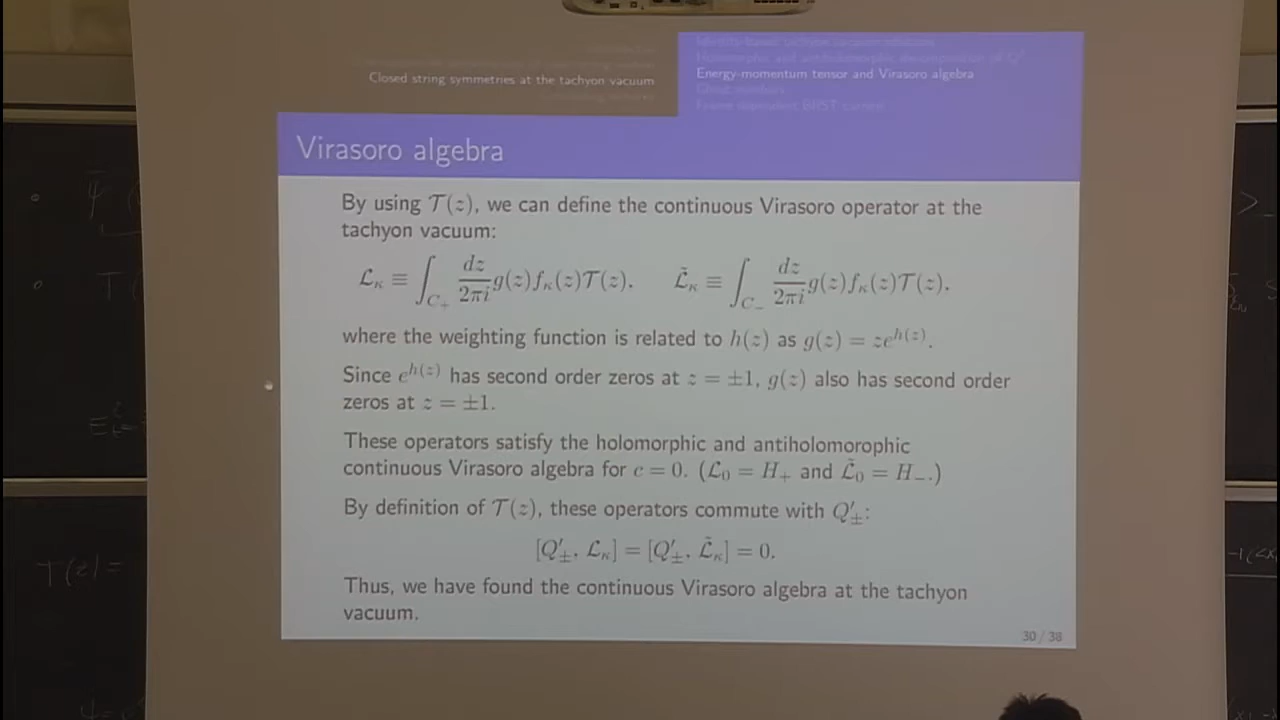 Closed string symmetries at the tachyon vacuum
Energy-momentum tensor and Virasoro algebra
Virasoro algebra
By using 𝒯(z), we can define the continuous Virasoro operator at the
tachyon vacuum:
ℒ_κ ≡ ∫_{C_+} dz/2πi g(z)f_κ(z)𝒯(z), ℒ̃_κ ≡ ∫_{C_-} dz/2πi g(z)f_κ(z)𝒯(z).
where the weighting function is related to h(z) as g(z) = ze^{h(z)}.
Since e^{h(z)} has second order zeros at z = ±1, g(z) also has second order
zeros at z = ±1.
These operators satisfy the holomorphic and antiholomorophic
continuous Virasoro algebra for c = 0. (ℒ_0 = H_+ and ℒ̃_0 = H_-.)
By definition of 𝒯(z), these operators commute with Q′_±:
[Q′_±, ℒ_κ] = [Q′_±, ℒ̃_κ] = 0.
Thus, we have found the continuous Virasoro algebra at the tachyon
vacuum.
30 / 38
T(z) =